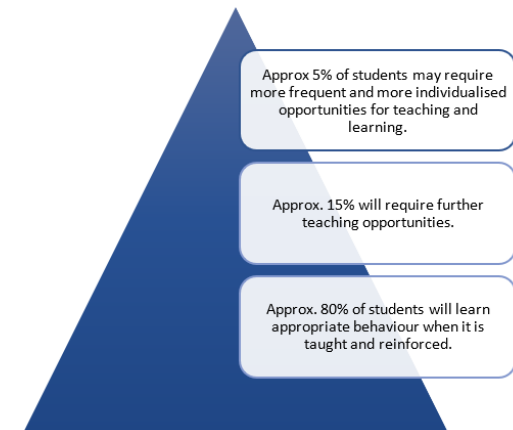 Approx 5% of students may require
more frequent and more individualised
opportunities for teaching and
learning.
Approx. 15% will require further
teaching opportunities.
Approx. 80% of students will learn
appropriate behaviour when it is
taught and reinforced.